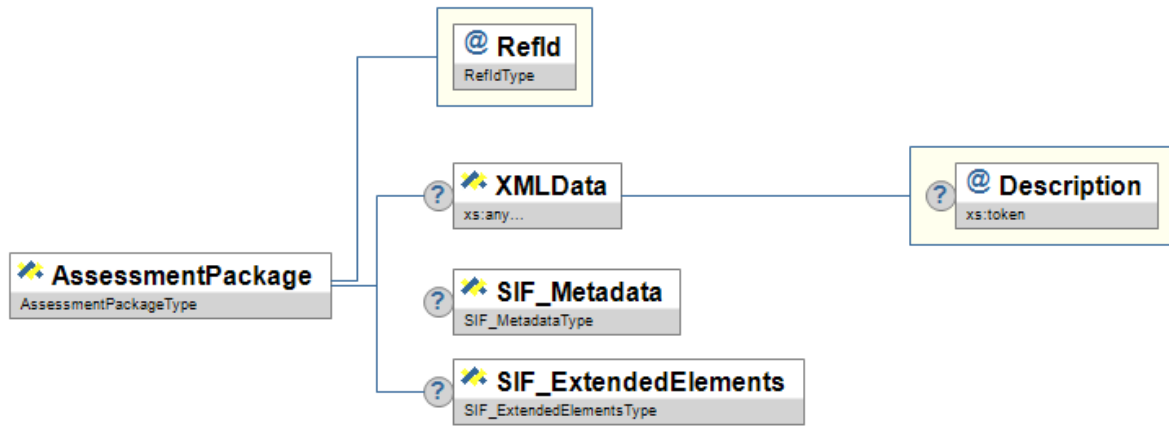 @ RefId
RefIdType
? XMLData
xs:any...
? @ Description
xs:token
AssessmentPackage
AssessmentPackageType
? SIF_Metadata
SIF_MetadataType
? SIF_ExtendedElements
SIF_ExtendedElementsType